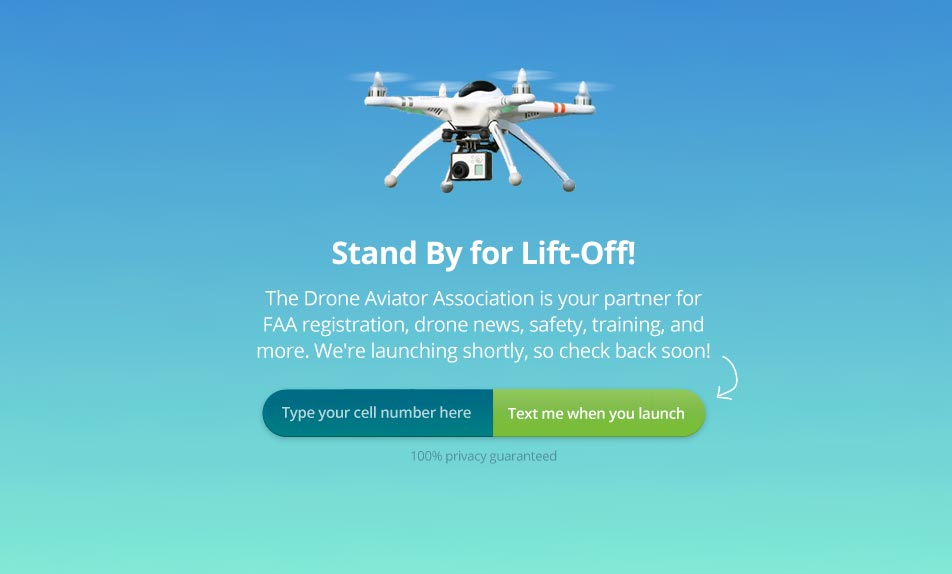 Stand By for Lift-Off!
The Drone Aviator Association is your partner for
FAA registration, drone news, safety, training, and
more. We're launching shortly, so check back soon!
Type your cell number here
Text me when you launch
100% privacy guaranteed